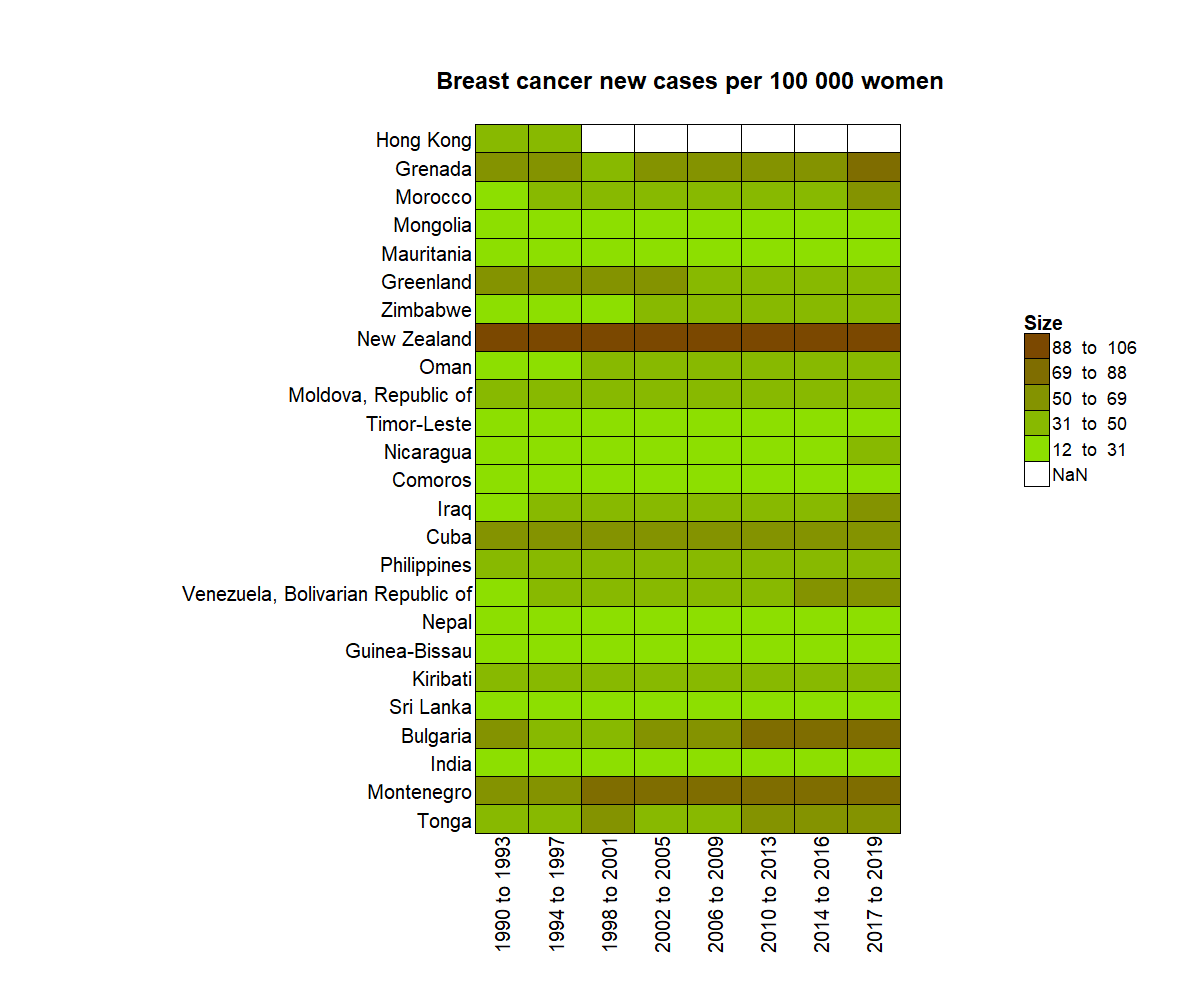 Breast cancer new cases per 100 000 women
Hong Kong
Grenada
Morocco
Mongolia
Mauritania
Greenland
Zimbabwe
New Zealand
Oman
Moldova, Republic of
Timor-Leste
Nicaragua
Comoros
Iraq
Cuba
Philippines
Venezuela, Bolivarian Republic of
Nepal
Guinea-Bissau
Kiribati
Sri Lanka
Bulgaria
India
Montenegro
Tonga
1990 to 1993
1994 to 1997
1998 to 2001
2002 to 2005
2006 to 2009
2010 to 2013
2014 to 2016
2017 to 2019
Size
88 to 106
69 to 88
50 to 69
31 to 50
12 to 31
NaN